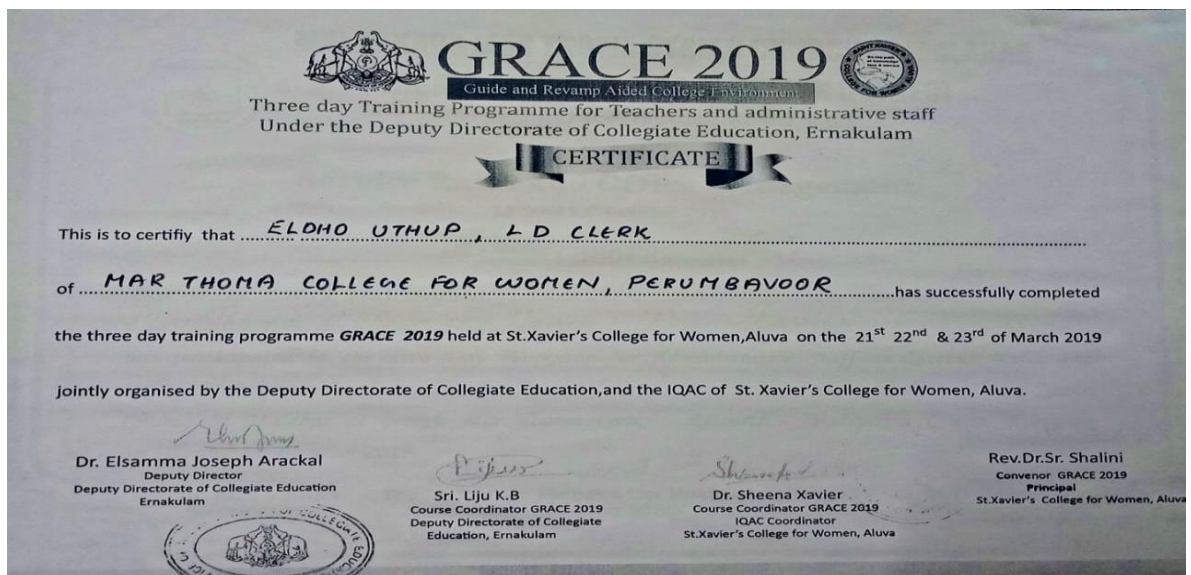 GRACE 2019
Guide and Revamp Aided College Environment
Three day Training Programme for Teachers and administrative staff
Under the Deputy Directorate of Collegiate Education, Ernakulam
CERTIFICATE
This is to certifiy that ELDHO UTHUP, L D CLERK
of MAR THOMA COLLEGE FOR WOMEN, PERUMBAVOOR has successfully completed
the three day training programme GRACE 2019 held at St.Xavier's College for Women,Aluva on the 21st 22nd & 23rd of March 2019
jointly organised by the Deputy Directorate of Collegiate Education,and the IQAC of St. Xavier's College for Women, Aluva.
Dr. Elsamma Joseph Arackal
Deputy Director
Deputy Directorate of Collegiate Education
Ernakulam
Sri. Liju K.B
Course Coordinator GRACE 2019
Deputy Directorate of Collegiate
Education, Ernakulam
Dr. Sheena Xavier
Course Coordinator GRACE 2019
IQAC Coordinator
St.Xavier's College for Women, Aluva
Rev.Dr.Sr. Shalini
Convenor GRACE 2019
Principal
St.Xavier's College for Women, Aluva